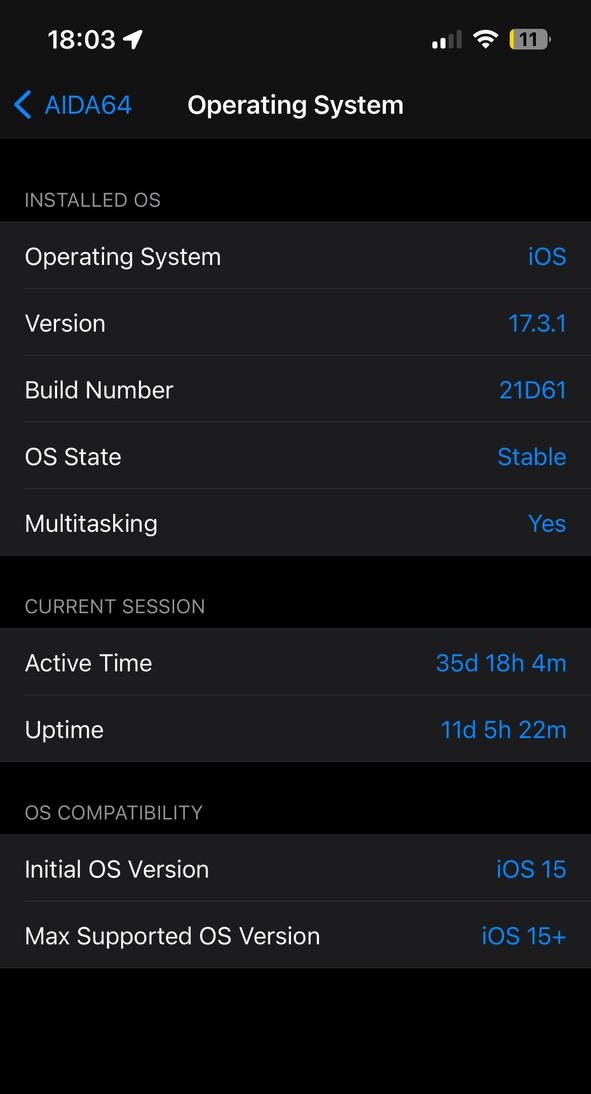 18:03
11
AIDA64
Operating System
INSTALLED OS
Operating System iOS
Version 17.3.1
Build Number 21D61
OS State Stable
Multitasking Yes
CURRENT SESSION
Active Time 35d 18h 4m
Uptime 11d 5h 22m
OS COMPATIBILITY
Initial OS Version iOS 15
Max Supported OS Version iOS 15+